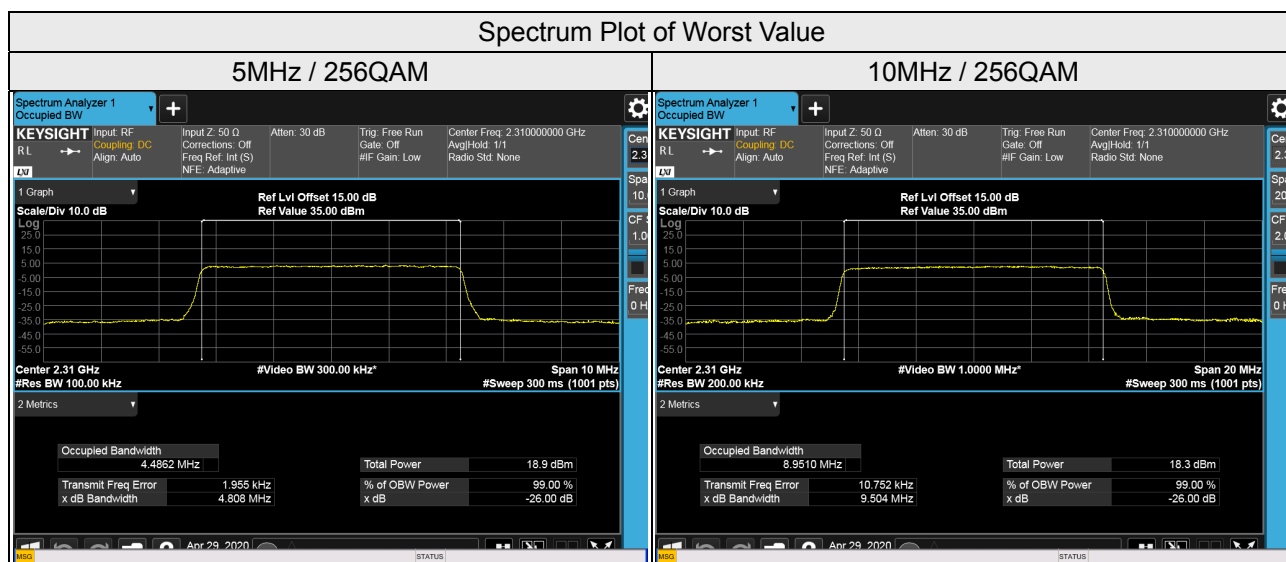 Spectrum Plot of Worst Value
5MHz / 256QAM
Spectrum Analyzer 1
Occupied BW
+
KEYSIGHT
RL
LXI
Input: RF
Coupling: DC
Align: Auto
Input Z: 50 Ω
Corrections: Off
Freq Ref: Int (S)
NFE: Adaptive
Atten: 30 dB
Trig: Free Run
Gate: Off
#IF Gain: Low
Center Freq: 2.310000000 GHz
Avg|Hold: 1/1
Radio Std: None
1 Graph
Scale/Div 10.0 dB
Ref Lvl Offset 15.00 dB
Ref Value 35.00 dBm
Log
25.0
15.0
5.00
-5.00
-15.0
-25.0
-35.0
-45.0
-55.0
Center 2.31 GHz
#Res BW 100.00 kHz
#Video BW 300.00 kHz*
Span 10 MHz
#Sweep 300 ms (1001 pts)
2 Metrics
Occupied Bandwidth
4.4862 MHz
Total Power 18.9 dBm
Transmit Freq Error 1.955 kHz
% of OBW Power 99.00 %
x dB Bandwidth 4.808 MHz
x dB -26.00 dB
Apr 29, 2020
MSG
STATUS
10MHz / 256QAM
Spectrum Analyzer 1
Occupied BW
+
KEYSIGHT
RL
LXI
Input: RF
Coupling: DC
Align: Auto
Input Z: 50 Ω
Corrections: Off
Freq Ref: Int (S)
NFE: Adaptive
Atten: 30 dB
Trig: Free Run
Gate: Off
#IF Gain: Low
Center Freq: 2.310000000 GHz
Avg|Hold: 1/1
Radio Std: None
1 Graph
Scale/Div 10.0 dB
Ref Lvl Offset 15.00 dB
Ref Value 35.00 dBm
Log
25.0
15.0
5.00
-5.00
-15.0
-25.0
-35.0
-45.0
-55.0
Center 2.31 GHz
#Res BW 200.00 kHz
#Video BW 1.0000 MHz*
Span 20 MHz
#Sweep 300 ms (1001 pts)
2 Metrics
Occupied Bandwidth
8.9510 MHz
Total Power 18.3 dBm
Transmit Freq Error 10.752 kHz
% of OBW Power 99.00 %
x dB Bandwidth 9.504 MHz
x dB -26.00 dB
Apr 29, 2020
MSG
STATUS